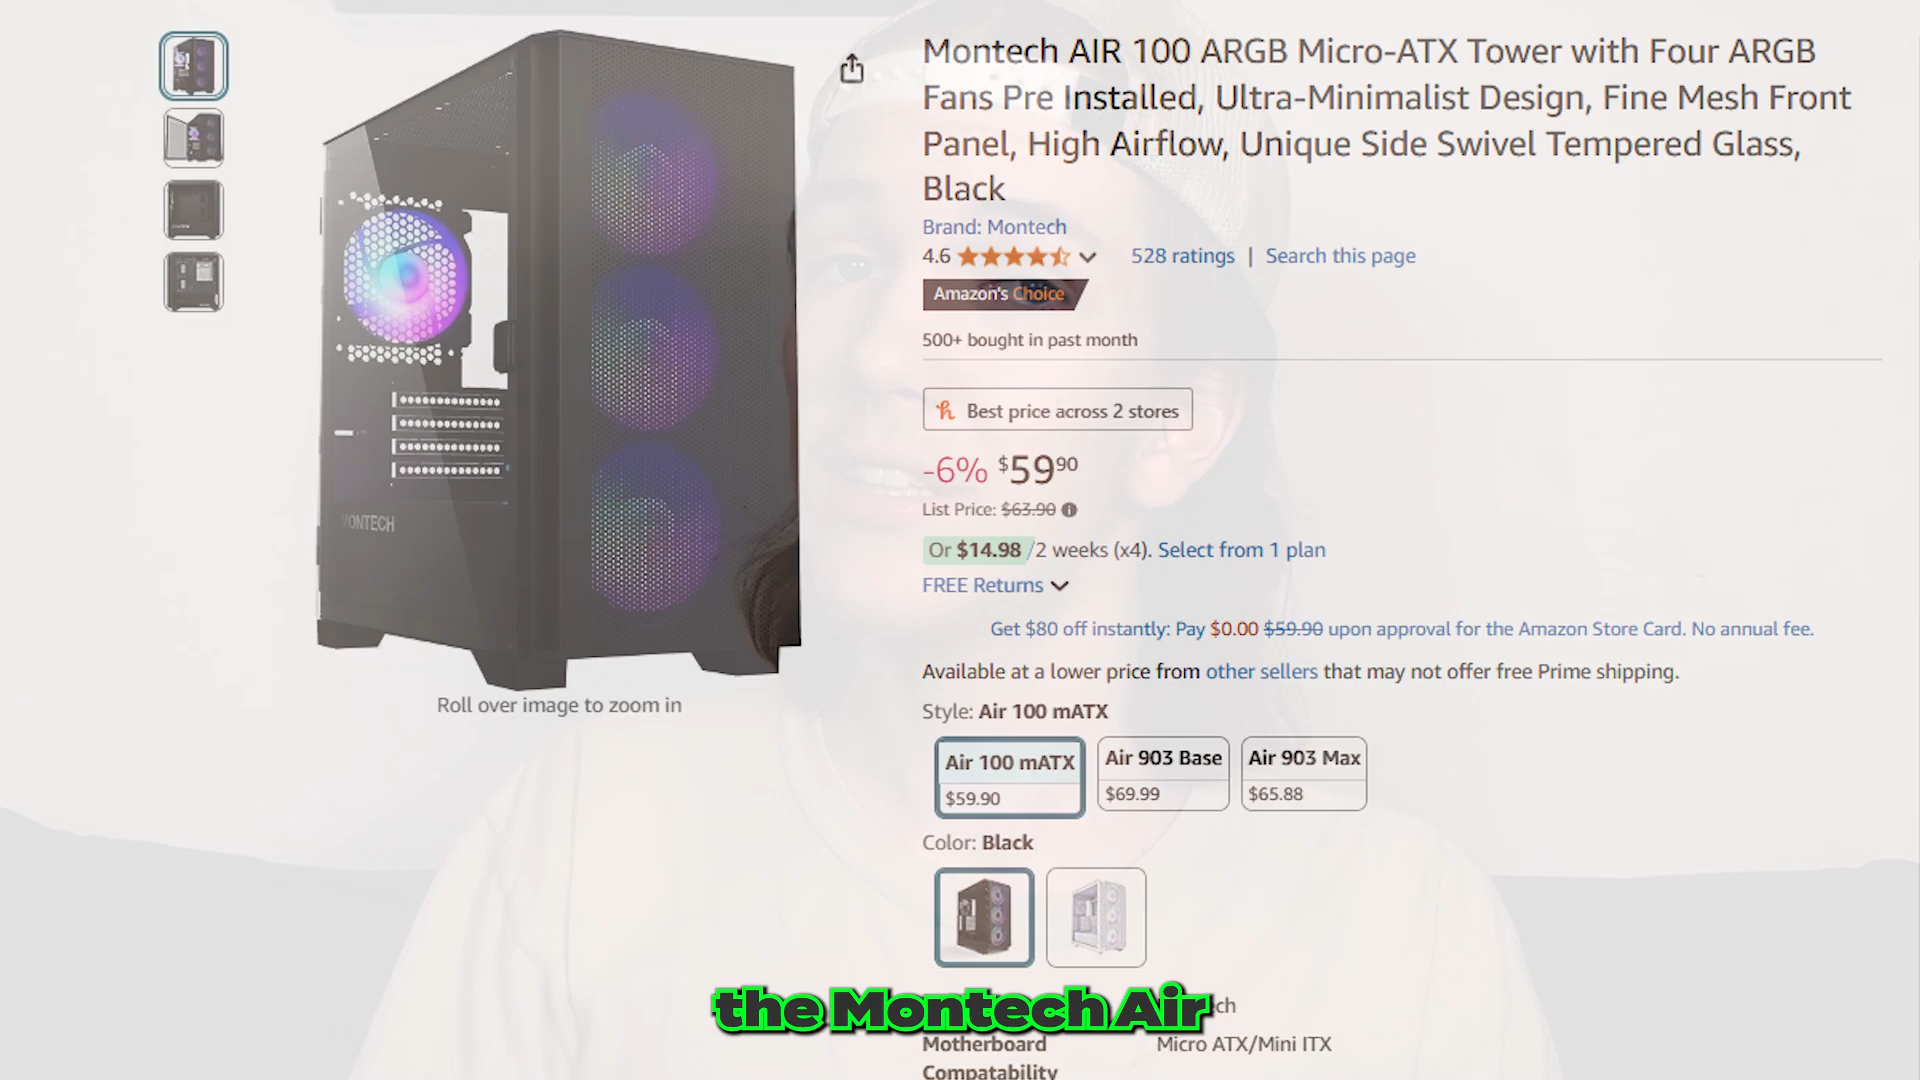 Montech AIR 100 ARGB Micro-ATX Tower with Four ARGB
Fans Pre Installed, Ultra-Minimalist Design, Fine Mesh Front
Panel, High Airflow, Unique Side Swivel Tempered Glass,
Black
Brand: Montech
4.6
528 ratings | Search this page
Amazon's Choice
500+ bought in past month
Best price across 2 stores
-6% $59 90
List Price: $63.90
Or $14.98 /2 weeks (x4). Select from 1 plan
FREE Returns
Get $80 off instantly: Pay $0.00 $59.90 upon approval for the Amazon Store Card. No annual fee.
Available at a lower price from other sellers that may not offer free Prime shipping.
MONTECH
Roll over image to zoom in
Style: Air 100 mATX
Air 100 mATX
$59.90
Air 903 Base
$69.99
Air 903 Max
$65.88
Color: Black
the Montech Air
Motherboard
Compatability
Micro ATX/Mini ITX